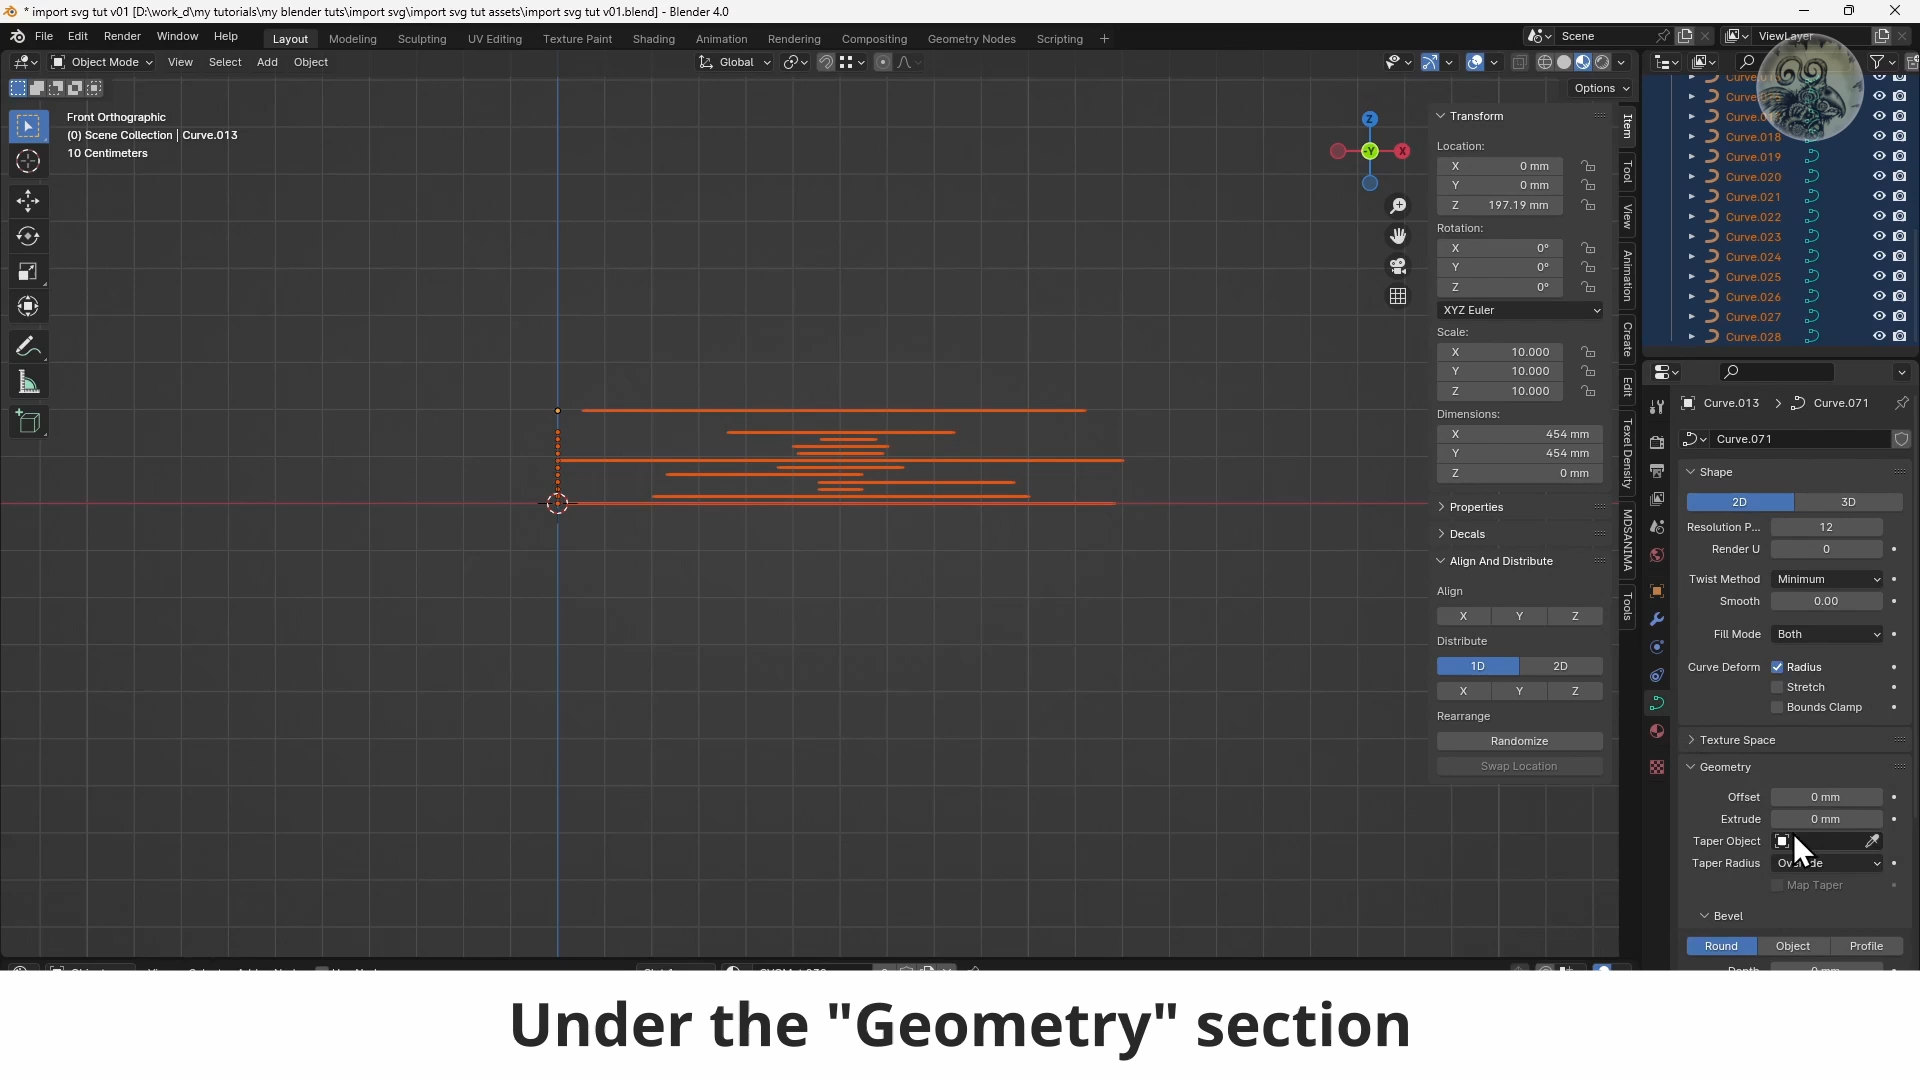 * import svg tut v01 [D:\work_d\my tutorials\my blender tuts\import svg\import svg tut assets\import svg tut v01.blend] - Blender 4.0
File Edit Render Window Help Layout Modeling Sculpting UV Editing Texture Paint Shading Animation Rendering Compositing Geometry Nodes Scripting + Scene ViewLayer
Object Mode View Select Add Object Global
Options
Front Orthographic
(0) Scene Collection | Curve.013
10 Centimeters
Z
-Y
X
Transform
Location:
X 0 mm
Y 0 mm
Z 197.19 mm
Rotation:
X 0°
Y 0°
Z 0°
XYZ Euler
Scale:
X 10.000
Y 10.000
Z 10.000
Dimensions:
X 454 mm
Y 454 mm
Z 0 mm
Properties
Decals
Align And Distribute
Align
X Y Z
Distribute
1D 2D
X Y Z
Rearrange
Randomize
Swap Location
Item
Tool
View
Animation
Create
Edit
Texel Density
MDSANIMA
Tools
Curve.018
Curve.019
Curve.020
Curve.021
Curve.022
Curve.023
Curve.024
Curve.025
Curve.026
Curve.027
Curve.028
Curve.013 > Curve.071
Curve.071
Shape
2D 3D
Resolution P... 12
Render U 0
Twist Method Minimum
Smooth 0.00
Fill Mode Both
Curve Deform Radius
Stretch
Bounds Clamp
Texture Space
Geometry
Offset 0 mm
Extrude 0 mm
Taper Object
Taper Radius
Map Taper
Bevel
Round Object Profile
Under the "Geometry" section